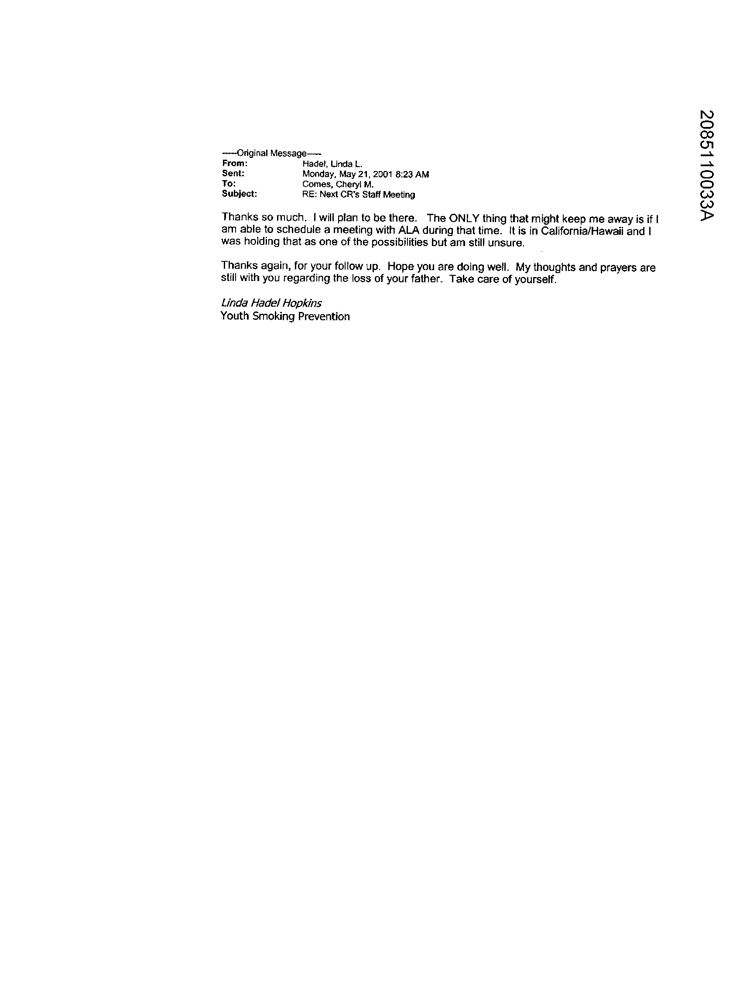 -----Original Message-----
From: Hadel, Linda L.
Sent: Monday, May 21, 2001 8:23 AM
To: Comes, Cheryl M.
Subject: RE: Next CR's Staff Meeting
Thanks so much. I will plan to be there. The ONLY thing that might keep me away is if I
am able to schedule a meeting with ALA during that time. It is in California/Hawaii and I
was holding that as one of the possibilities but am still unsure.
Thanks again, for your follow up. Hope you are doing well. My thoughts and prayers are
still with you regarding the loss of your father. Take care of yourself.
Linda Hadel Hopkins
Youth Smoking Prevention
2085110033A